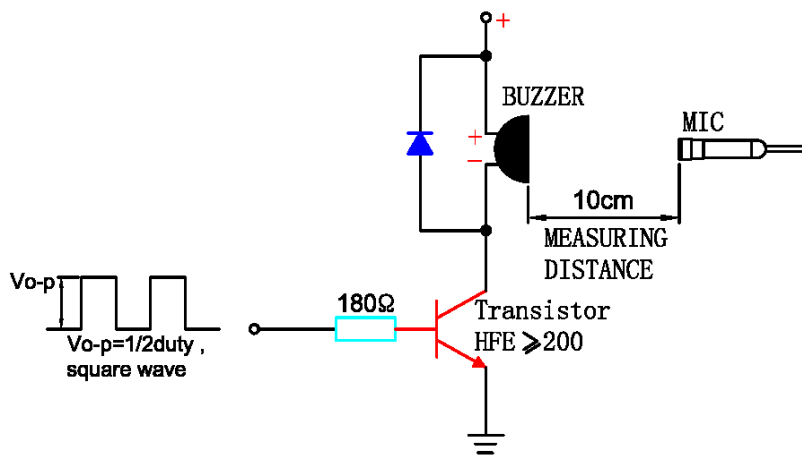 +
BUZZER
+
−
MIC
10cm
MEASURING
DISTANCE
Vo-p
180Ω
Transistor
HFE ⩾200
Vo-p=1/2duty ,
square wave